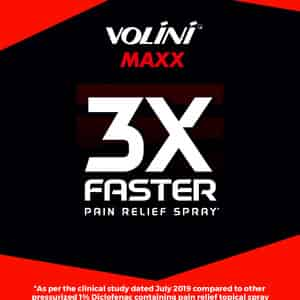 VOLINI™
MAXX
3X
FASTER
PAIN RELIEF SPRAY*
*As per the clinical study dated July 2019 compared to other
pressurized 1% Diclofenac containing pain relief topical spray